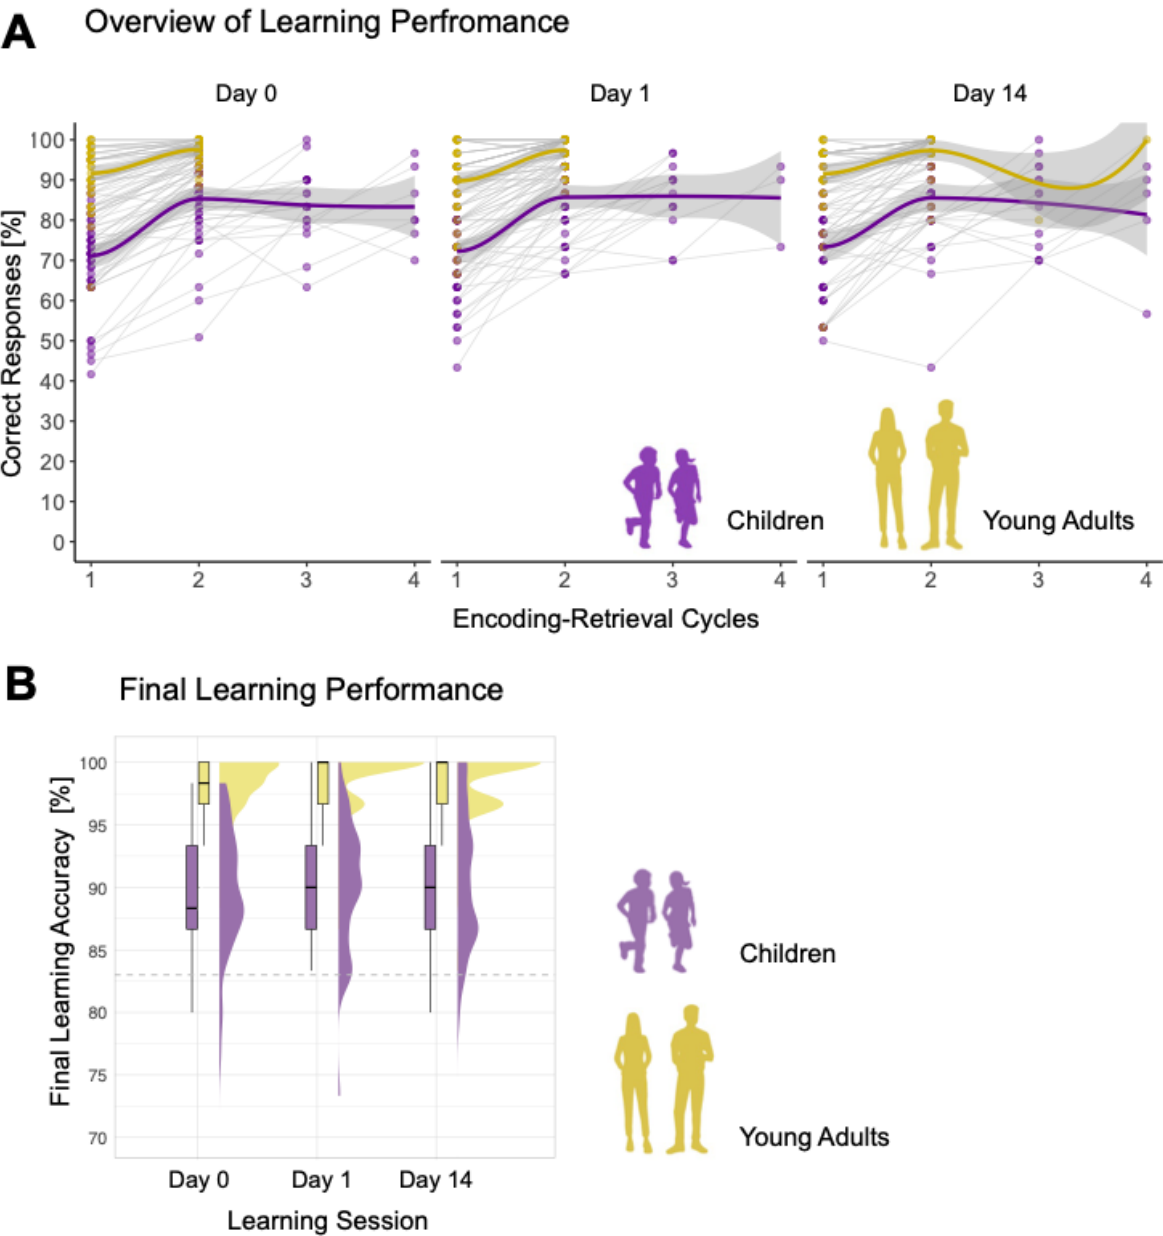 A
Overview of Learning Perfromance
Day 0
Day 1
Day 14
Correct Responses [%]
100
90
80
70
60
50
40
30
20
10
0
Children
Young Adults
1 2 3 4
1 2 3 4
1 2 3 4
Encoding-Retrieval Cycles
B
Final Learning Performance
Final Learning Accuracy [%]
100
95
90
85
80
75
70
Children
Young Adults
Day 0
Day 1
Day 14
Learning Session